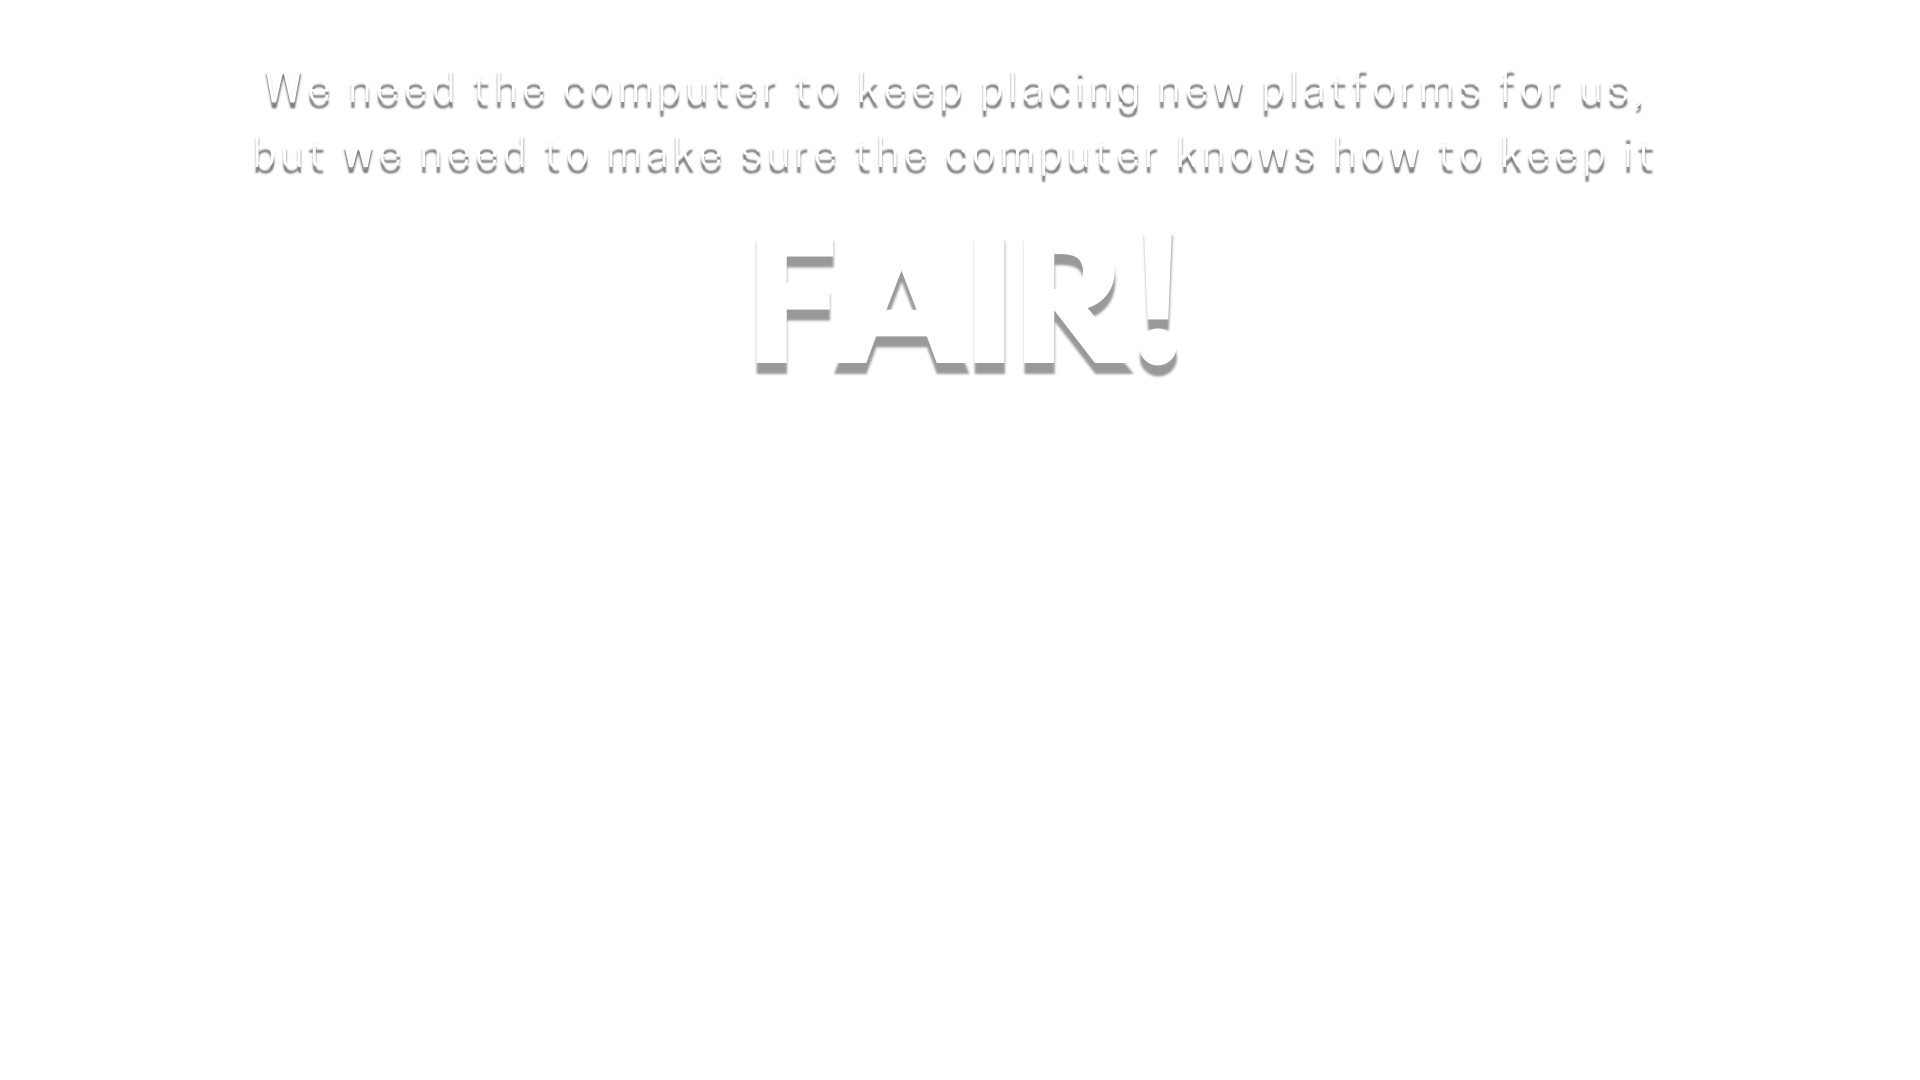 We need the computer to keep placing new platforms for us,
but we need to make sure the computer knows how to keep it
FAIR!